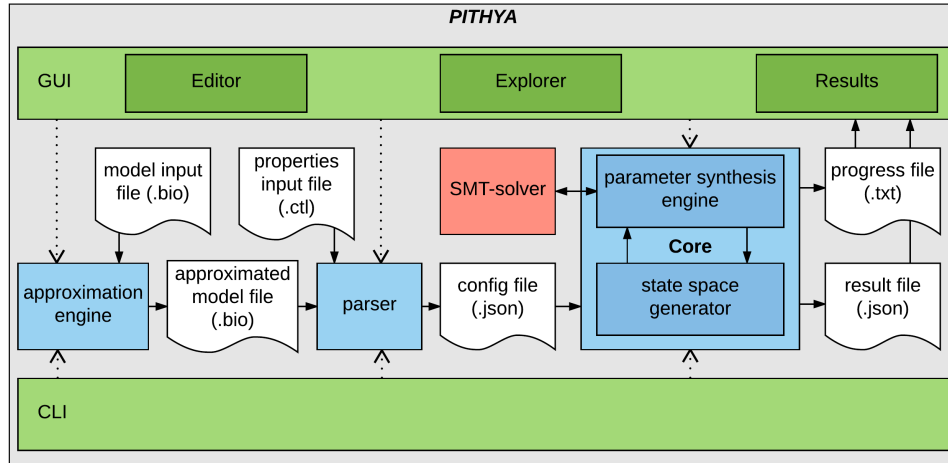 PITHYA
GUI
Editor
Explorer
Results
model input
file (.bio)
properties
input file
(.ctl)
SMT-solver
parameter synthesis
engine
progress file
(.txt)
Core
approximation
engine
approximated
model file
(.bio)
parser
config file
(.json)
state space
generator
result file
(.json)
CLI